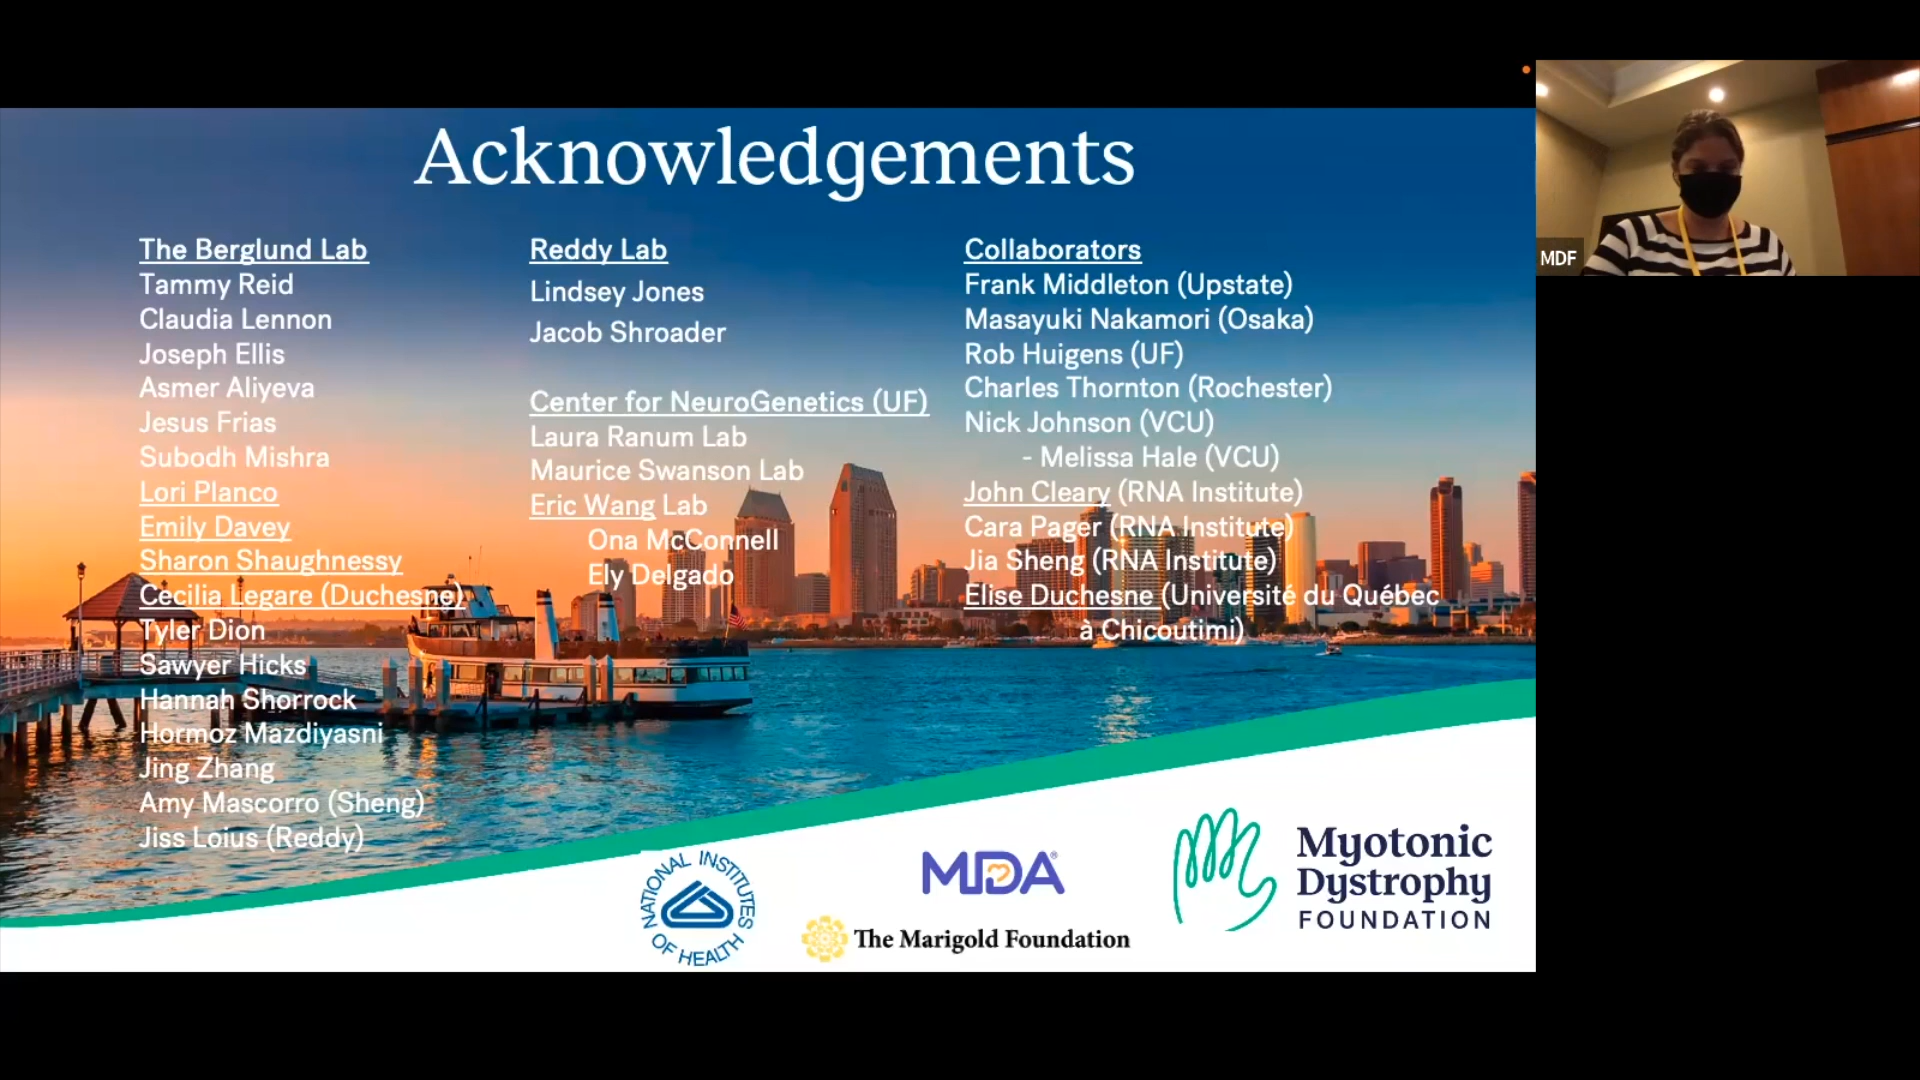 Acknowledgements
The Berglund Lab
Tammy Reid
Claudia Lennon
Joseph Ellis
Asmer Aliyeva
Jesus Frias
Subodh Mishra
Lori Planco
Emily Davey
Sharon Shaughnessy
Cécilia Legare (Duchesne)
Tyler Dion
Sawyer Hicks
Hannah Shorrock
Hormoz Mazdiyasni
Jing Zhang
Amy Mascorro (Sheng)
Jiss Loius (Reddy)
Reddy Lab
Lindsey Jones
Jacob Shroader
Center for NeuroGenetics (UF)
Laura Ranum Lab
Maurice Swanson Lab
Eric Wang Lab
Ona McConnell
Ely Delgado
Collaborators
Frank Middleton (Upstate)
Masayuki Nakamori (Osaka)
Rob Huigens (UF)
Charles Thornton (Rochester)
Nick Johnson (VCU)
- Melissa Hale (VCU)
John Cleary (RNA Institute)
Cara Pager (RNA Institute)
Jia Sheng (RNA Institute)
Elise Duchesne (Université du Québec
à Chicoutimi)
NATIONAL INSTITUTES
OF HEALTH
MDA®
The Marigold Foundation
Myotonic
Dystrophy
FOUNDATION
MDF